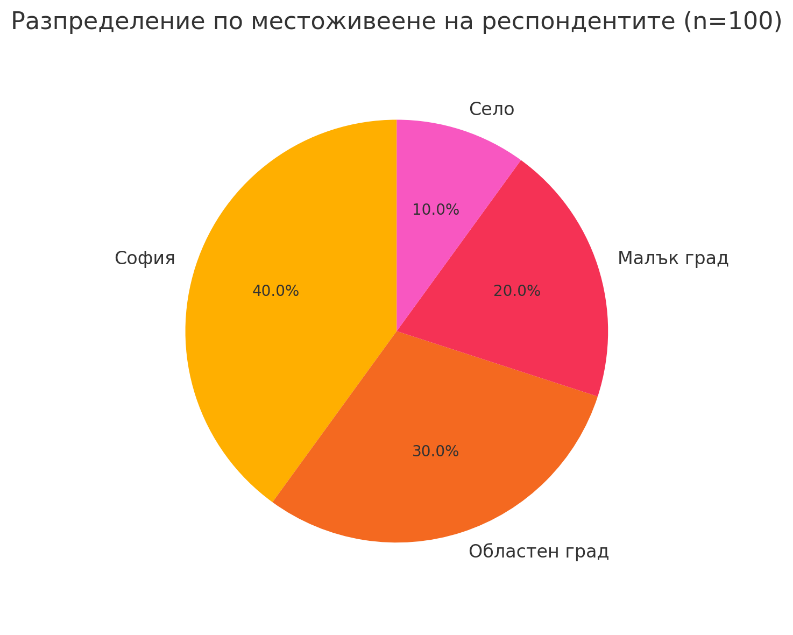 Разпределение по местоживеене на респондентите (n=100)
Село
10.0%
София
Малък град
40.0%
20.0%
30.0%
Областен град